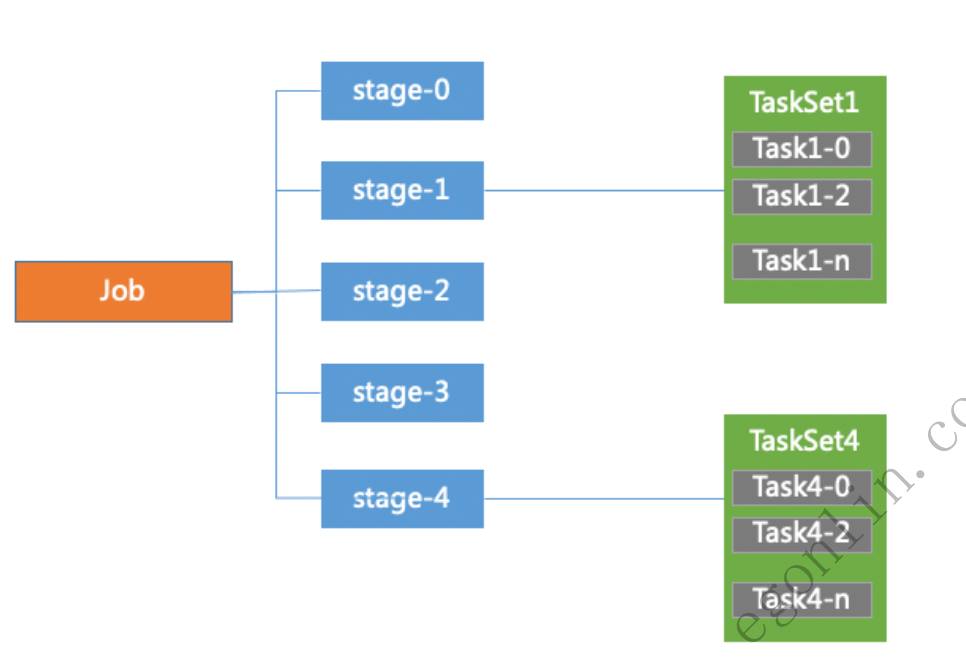 Job
stage-0
stage-1
stage-2
stage-3
stage-4
TaskSet1
Task1-0
Task1-2
Task1-n
TaskSet4
Task4-0
Task4-2
Task4-n
egonlin.co